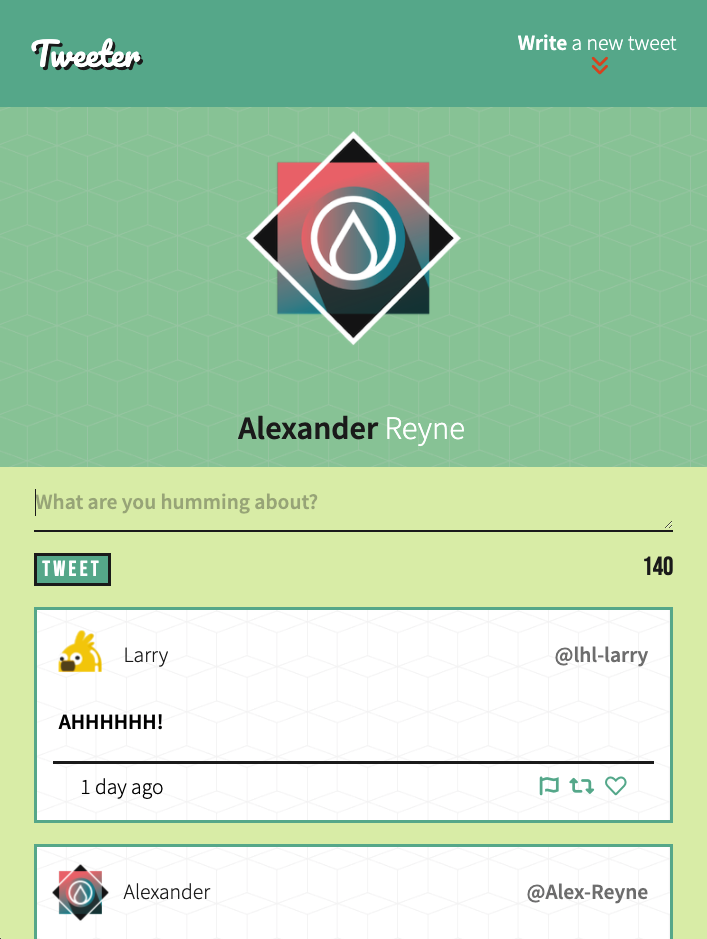 Tweeter
Write a new tweet
Alexander Reyne
What are you humming about?
TWEET
140
Larry
@lhl-larry
AHHHHHH!
1 day ago
Alexander
@Alex-Reyne